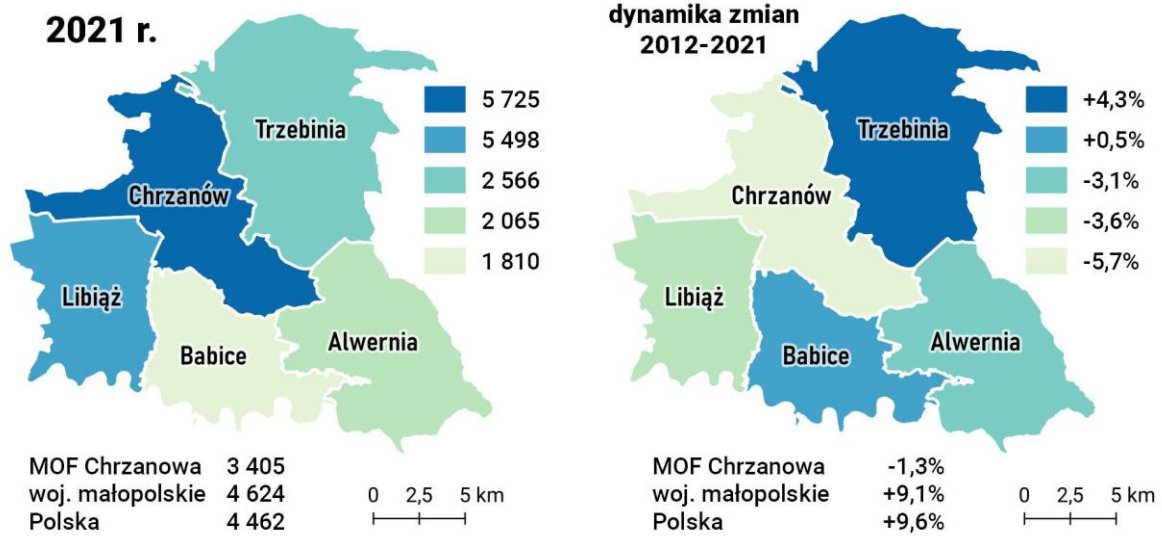 2021 r.
5 725
5 498
2 566
2 065
1 810
Trzebinia
Chrzanów
Libiąż
Babice
Alwernia
MOF Chrzanowa 3 405
woj. małopolskie 4 624
Polska 4 462
0 2,5 5 km
dynamika zmian
2012-2021
+4,3%
+0,5%
-3,1%
-3,6%
-5,7%
Trzebinia
Chrzanów
Libiąż
Babice
Alwernia
MOF Chrzanowa -1,3%
woj. małopolskie +9,1%
Polska +9,6%
0 2,5 5 km